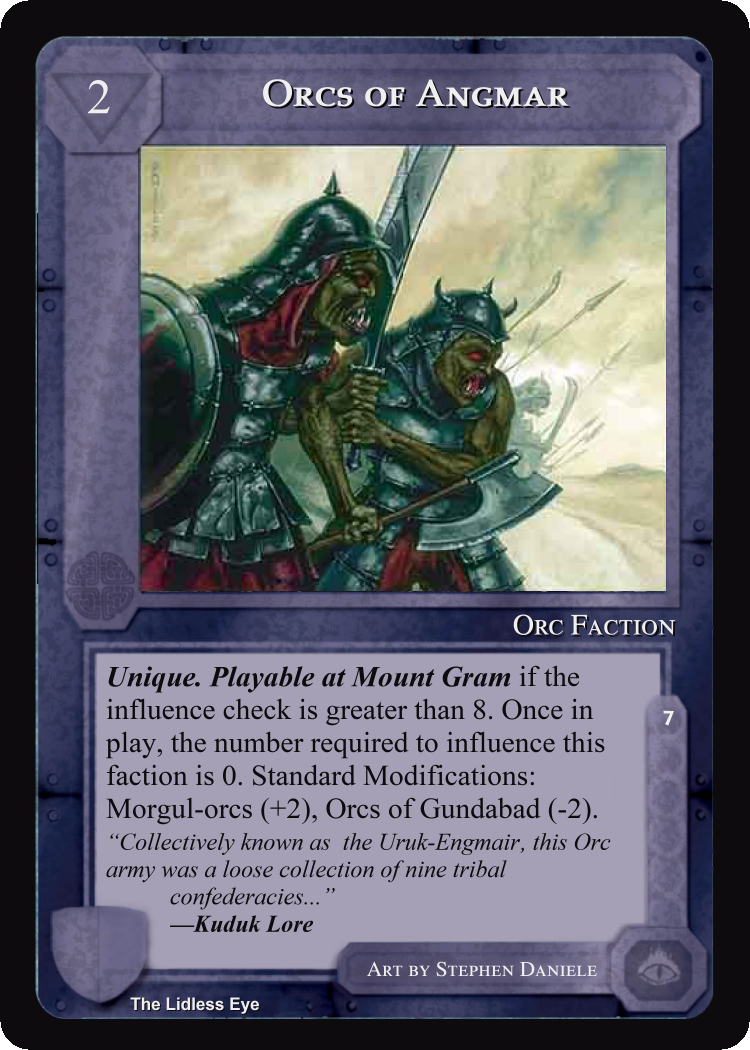 2
Orcs of Angmar
Orc Faction
Unique. Playable at Mount Gram if the
influence check is greater than 8. Once in
play, the number required to influence this
faction is 0. Standard Modifications:
Morgul-orcs (+2), Orcs of Gundabad (-2).
7
“Collectively known as the Uruk-Engmair, this Orc
army was a loose collection of nine tribal
confederacies...”
—Kuduk Lore
Art by Stephen Daniele
The Lidless Eye